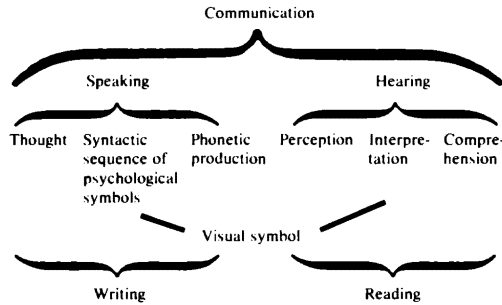 Communication
Speaking Hearing
Thought Syntactic Phonetic Perception Interpre- Compre-
sequence of production tation hension
psychological
symbols
Visual symbol
Writing Reading